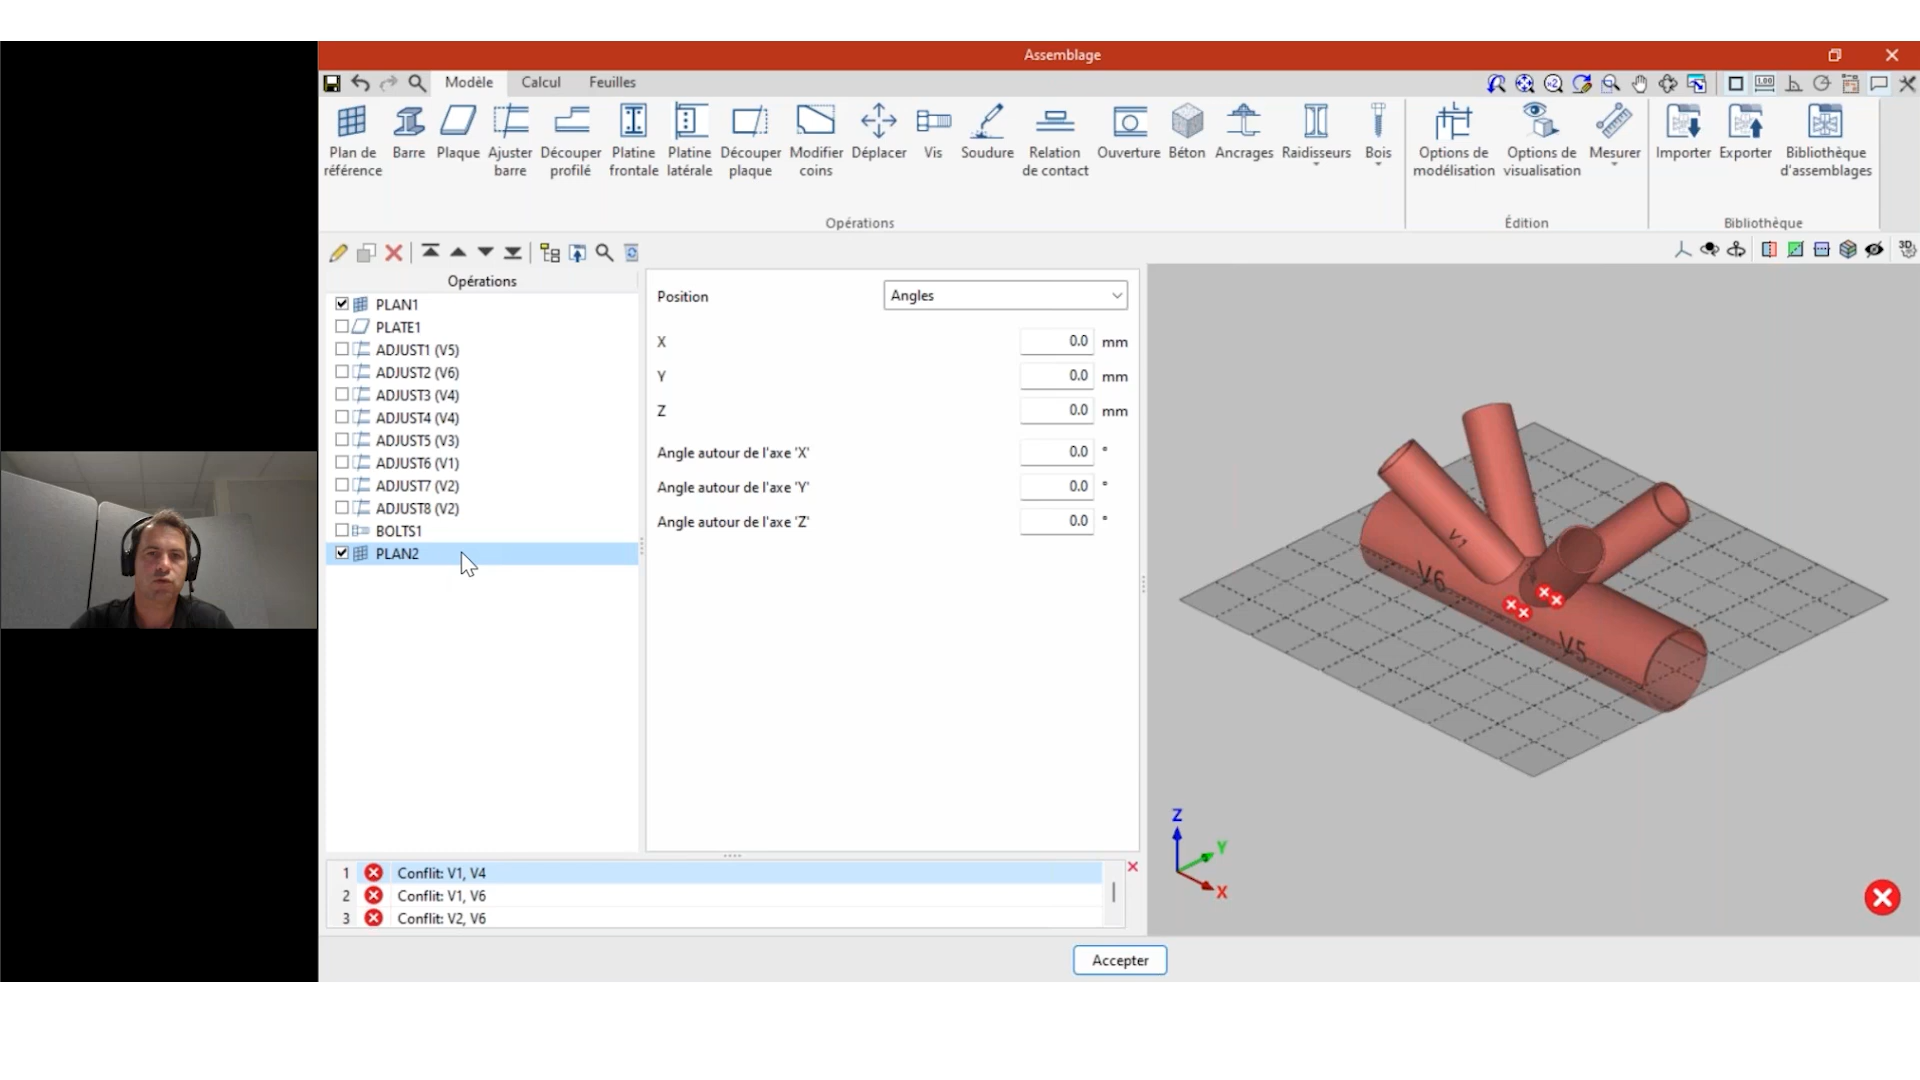 Assemblage
Modèle Calcul Feuilles
Plan de référence
Barre
Plaque
Ajuster barre
Découper profilé
Platine frontale
Platine latérale
Découper plaque
Modifier coins
Déplacer
Vis
Soudure
Relation de contact
Ouverture
Béton
Ancrages
Raidisseurs
Bois
Options de modélisation
Options de visualisation
Mesurer
Importer
Exporter
Bibliothèque d'assemblages
Opérations
Édition
Bibliothèque
Opérations
PLAN1
PLATE1
ADJUST1 (V5)
ADJUST2 (V6)
ADJUST3 (V4)
ADJUST4 (V4)
ADJUST5 (V3)
ADJUST6 (V1)
ADJUST7 (V2)
ADJUST8 (V2)
BOLTS1
PLAN2
Position Angles
X 0.0 mm
Y 0.0 mm
Z 0.0 mm
Angle autour de l'axe 'X' 0.0 °
Angle autour de l'axe 'Y' 0.0 °
Angle autour de l'axe 'Z' 0.0 °
V1
V6
V5
Z
Y
X
1 Conflit: V1, V4
2 Conflit: V1, V6
3 Conflit: V2, V6
Accepter